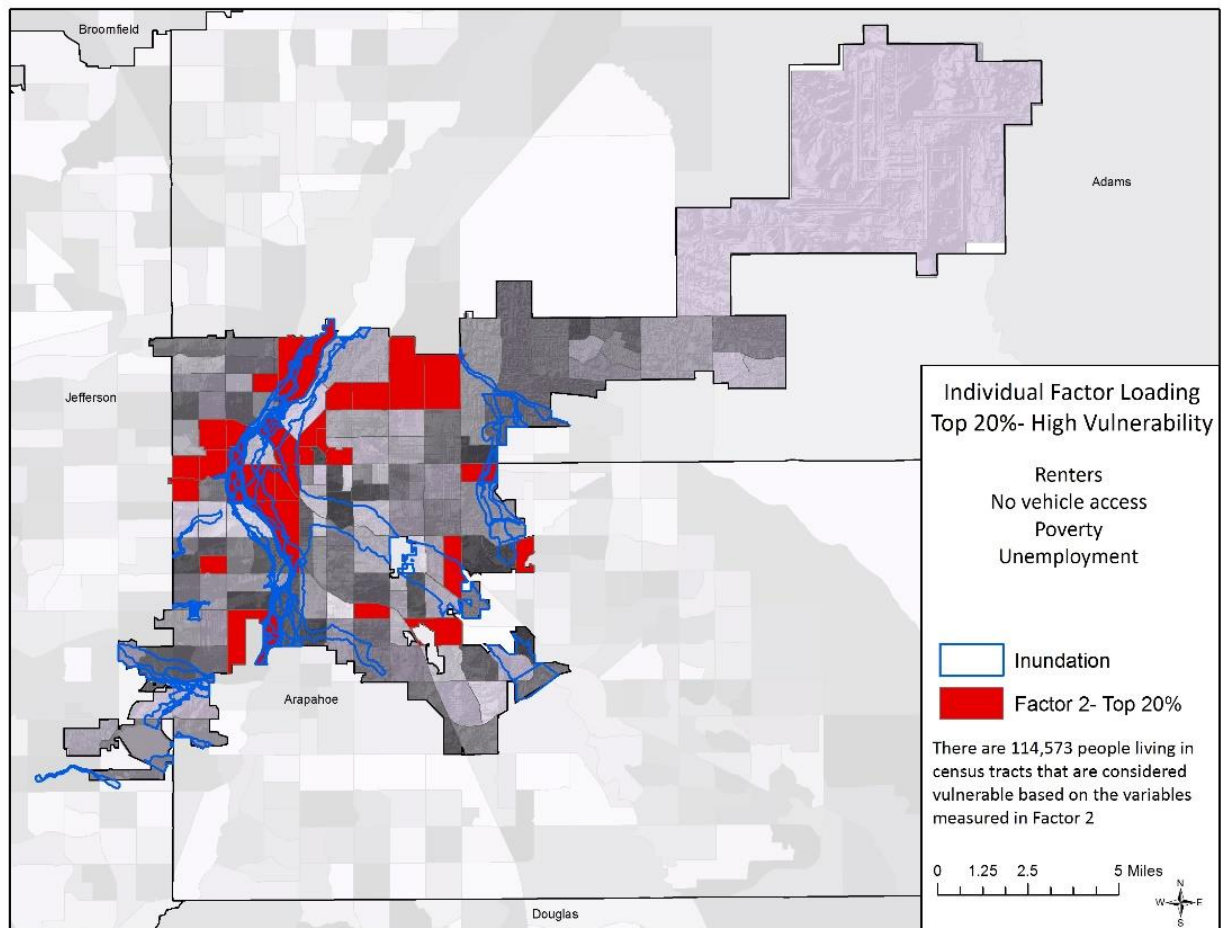 Broomfield
Adams
Jefferson
Arapahoe
Douglas
Individual Factor Loading
Top 20%- High Vulnerability
Renters
No vehicle access
Poverty
Unemployment
Inundation
Factor 2- Top 20%
There are 114,573 people living in
census tracts that are considered
vulnerable based on the variables
measured in Factor 2
0 1.25 2.5 5 Miles
N
W E
S